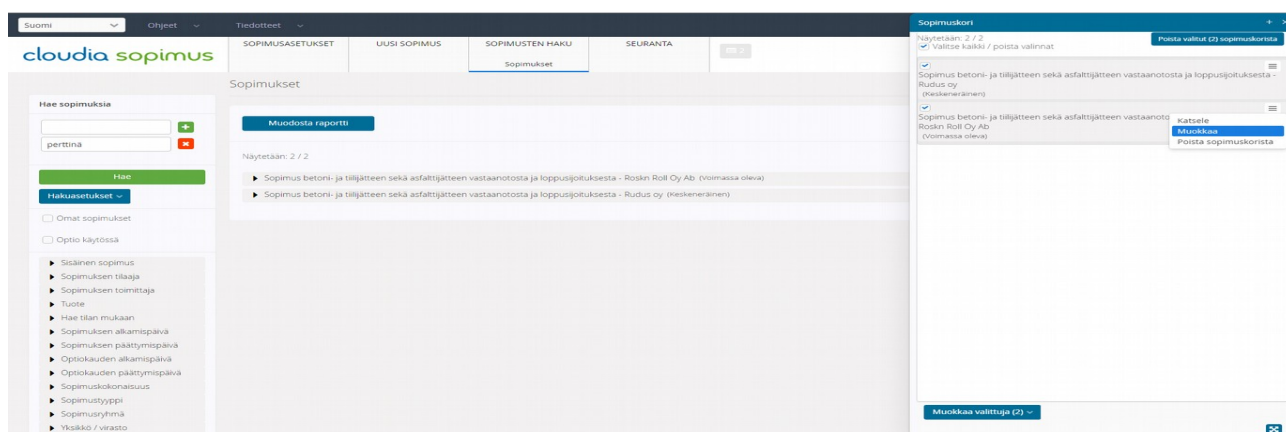 Suomi
Ohjeet
Tiedotteet
cloudia sopimus
SOPIMUSASETUKSET
UUSI SOPIMUS
SOPIMUSTEN HAKU
SEURANTA
2
Sopimukset
Sopimukset
Hae sopimuksia
perttinä
Hae
Hakuasetukset
Omat sopimukset
Optio käytössä
Sisäinen sopimus
Sopimuksen tilaaja
Sopimuksen toimittaja
Tuote
Hae tilan mukaan
Sopimuksen alkamispäivä
Sopimuksen päättymispäivä
Optiokauden alkamispäivä
Optiokauden päättymispäivä
Sopimuskokonaisuus
Sopimustyyppi
Sopimusryhmä
Yksikkö / virasto
Muodosta raportti
Näytetään: 2 / 2
Sopimus betoni- ja tiilijätteen sekä asfalttijätteen vastaanotosta ja loppusijoituksesta - Roskn Roll Oy Ab (Voimassa oleva)
Sopimus betoni- ja tiilijätteen sekä asfalttijätteen vastaanotosta ja loppusijoituksesta - Rudus oy (Keskeneräinen)
Sopimuskori
Näytetään: 2 / 2
Poista valitut (2) sopimuskorista
Valitse kaikki / poista valinnat
Sopimus betoni- ja tiilijätteen sekä asfalttijätteen vastaanotosta ja loppusijoituksesta -
Rudus oy
(Keskeneräinen)
Sopimus betoni- ja tiilijätteen sekä asfalttijätteen vastaanoto
Roskn Roll Oy Ab
(Voimassa oleva)
Katsele
Muokkaa
Poista sopimuskorista
Muokkaa valittuja (2)